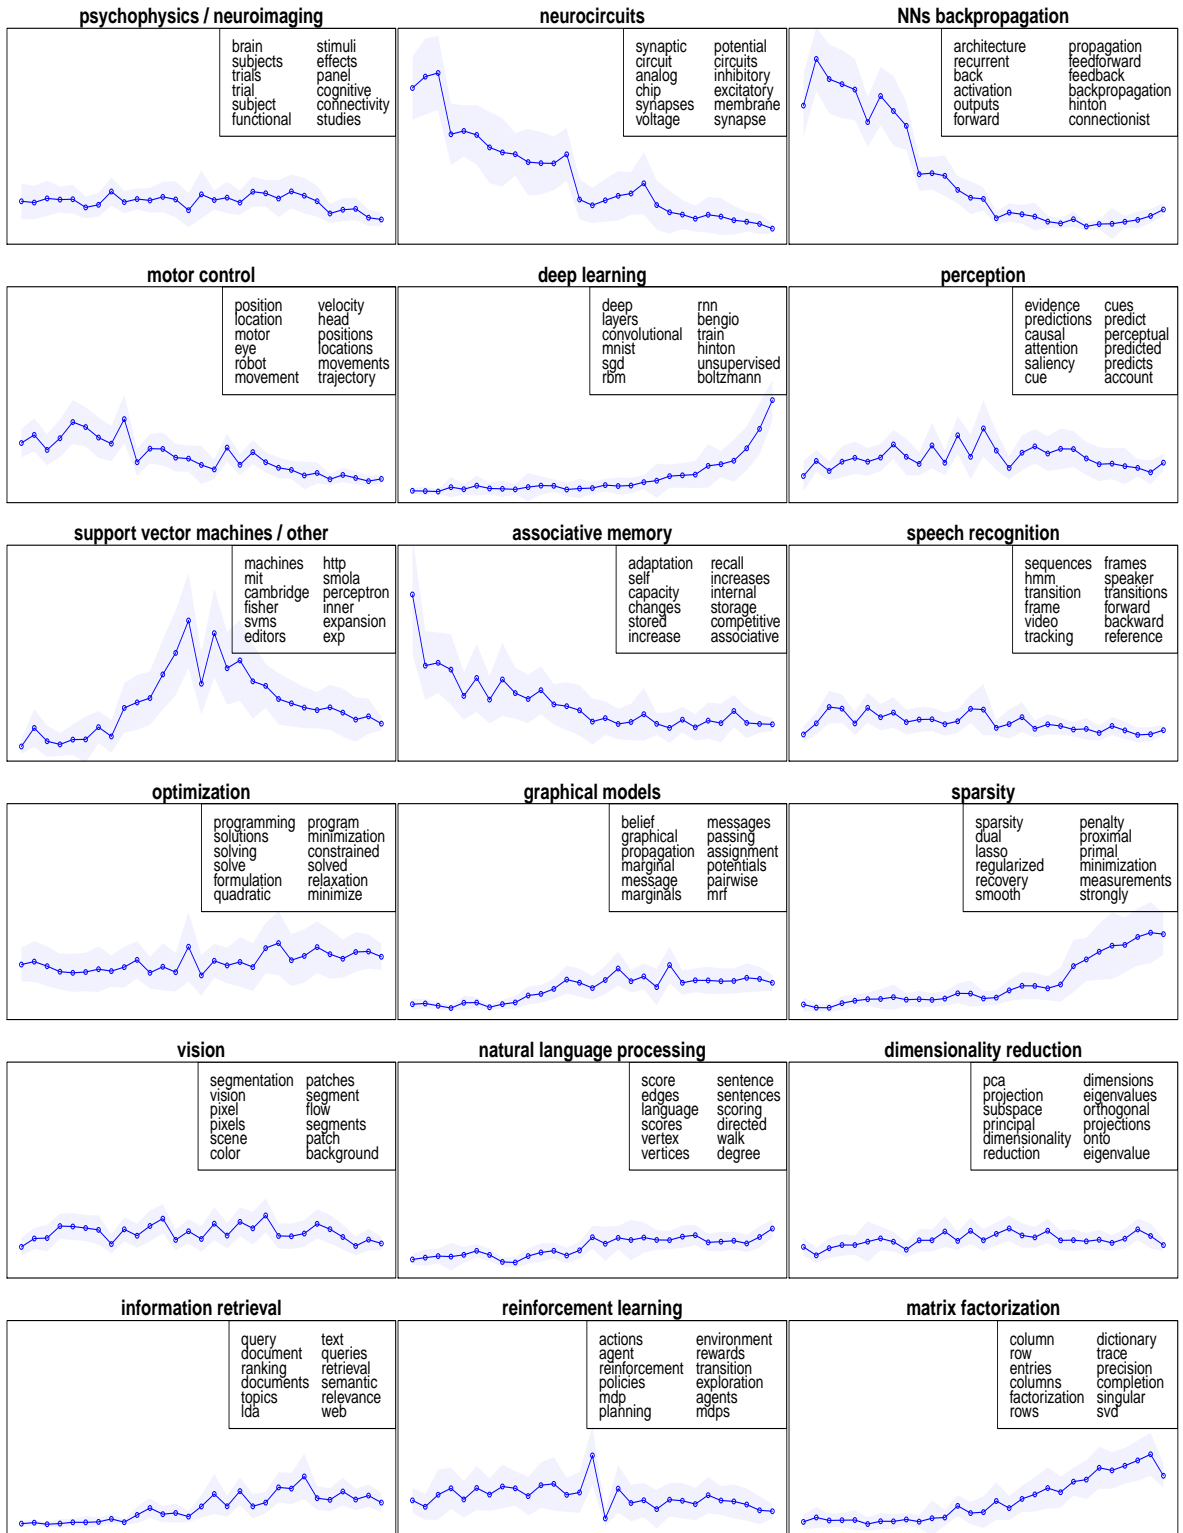 psychophysics / neuroimaging
brain stimuli
subjects effects
trials panel
trial cognitive
subject connectivity
functional studies
neurocircuits
synaptic potential
circuit circuits
analog inhibitory
chip excitatory
synapses membrane
voltage synapse
NNs backpropagation
architecture propagation
recurrent feedforward
back feedback
activation backpropagation
outputs hinton
forward connectionist
motor control
position velocity
location head
motor positions
eye locations
robot movements
movement trajectory
deep learning
deep rnn
layers bengio
convolutional train
mnist hinton
sgd unsupervised
rbm boltzmann
perception
evidence cues
predictions predict
causal perceptual
attention predicted
saliency predicts
cue account
support vector machines / other
machines http
mit smola
cambridge perceptron
fisher inner
svms expansion
editors exp
associative memory
adaptation recall
self increases
capacity internal
changes storage
stored competitive
increase associative
speech recognition
sequences frames
hmm speaker
transition transitions
frame forward
video backward
tracking reference
optimization
programming program
solutions minimization
solving constrained
solve solved
formulation relaxation
quadratic minimize
graphical models
belief messages
graphical passing
propagation assignment
marginal potentials
message pairwise
marginals mrf
sparsity
sparsity penalty
dual proximal
lasso primal
regularized minimization
recovery measurements
smooth strongly
vision
segmentation patches
vision segment
pixel flow
pixels segments
scene patch
color background
natural language processing
score sentence
edges sentences
language scoring
scores directed
vertex walk
vertices degree
dimensionality reduction
pca dimensions
projection eigenvalues
subspace orthogonal
principal projections
dimensionality onto
reduction eigenvalue
information retrieval
query text
document queries
ranking retrieval
documents semantic
topics relevance
lda web
reinforcement learning
actions environment
agent rewards
reinforcement transition
policies exploration
mdp agents
planning mdps
matrix factorization
column dictionary
row trace
entries precision
columns completion
factorization singular
rows svd